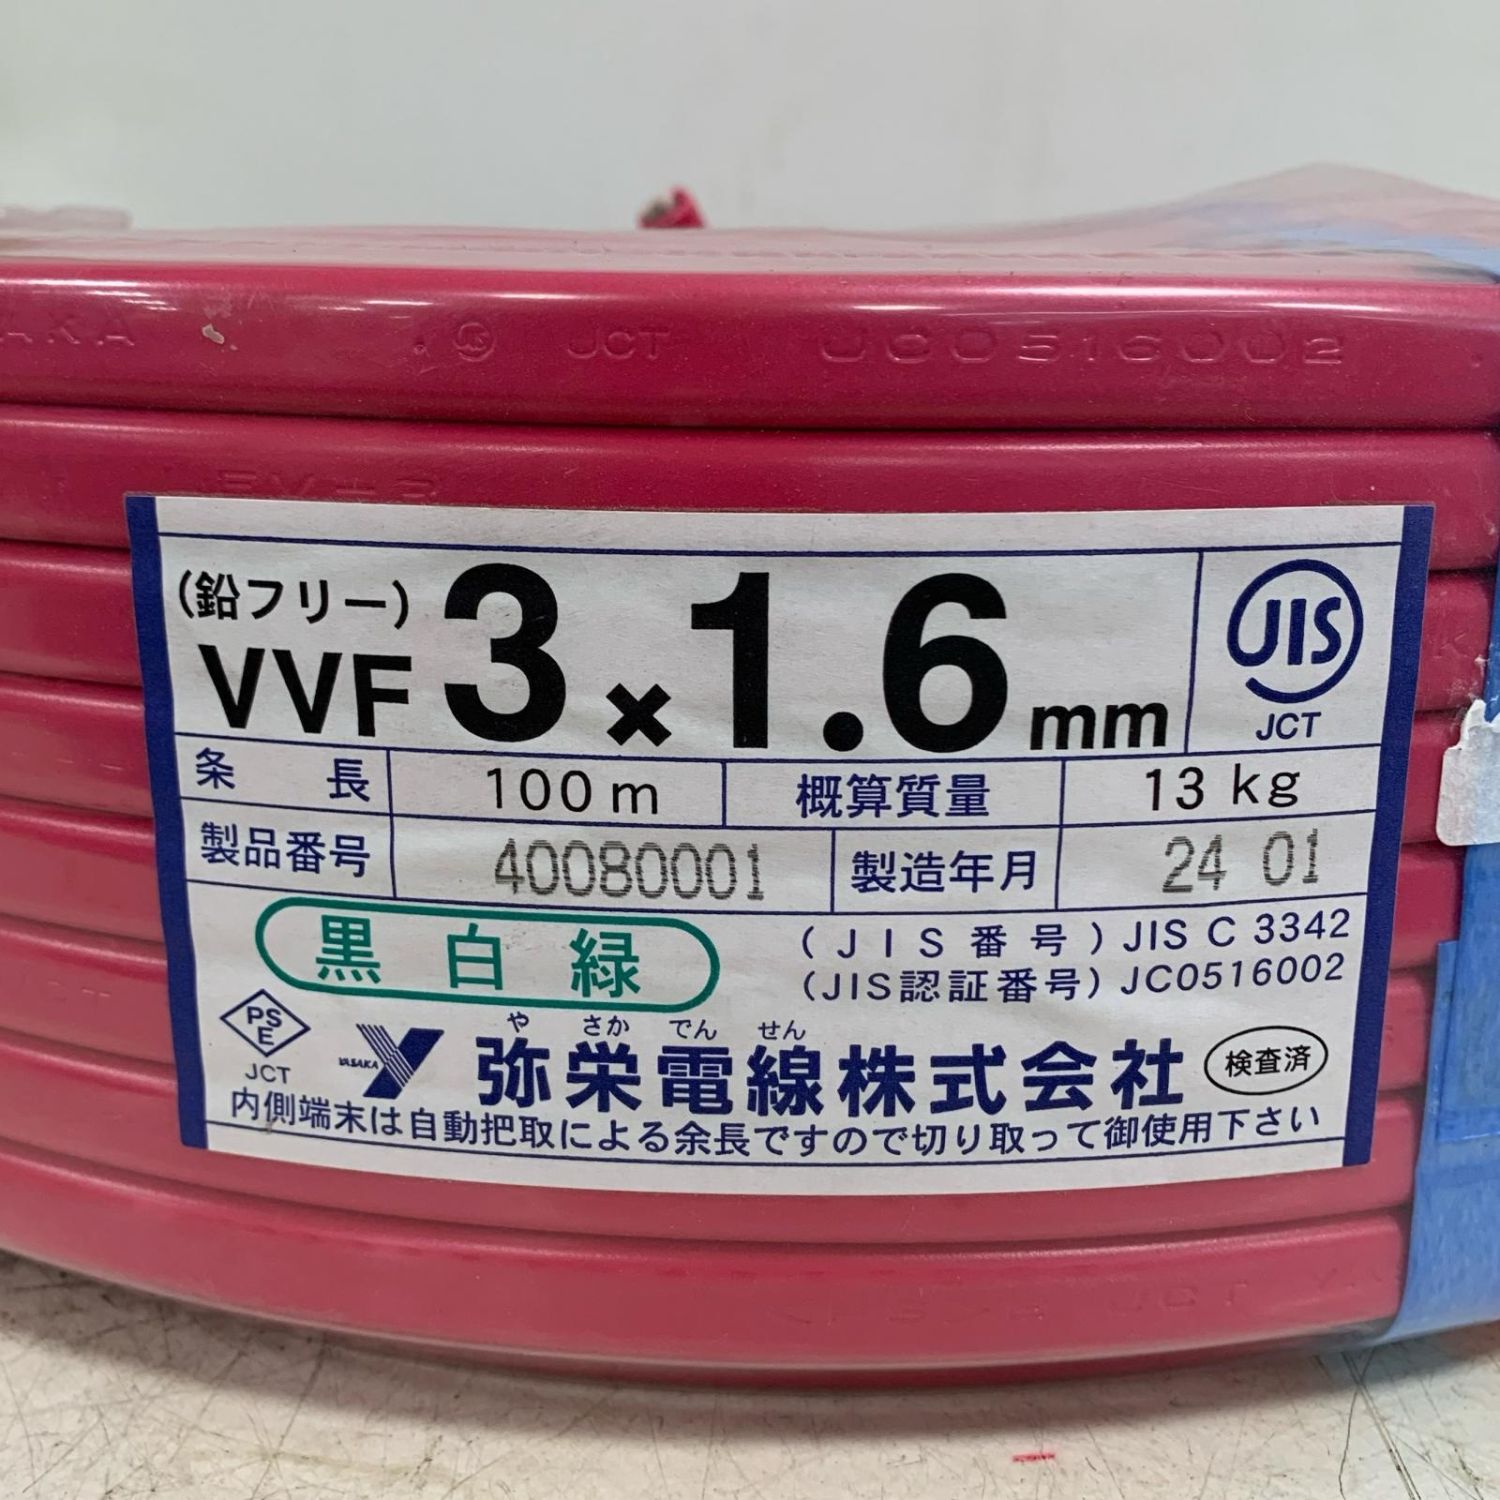 AKA JIS JCT JC0516002
(鉛フリー)
VVF 3×1.6mm
JIS
JCT
条長 100m 概算質量 13kg
製品番号 40080001 製造年月 24 01
黒 白 緑
(JIS番号) JIS C 3342
(JIS認証番号) JC0516002
PSE
JCT
YASAKA
や さか でん せん
弥栄電線株式会社 検査済
内側端末は自動把取による余長ですので切り取って御使用下さい
JCT